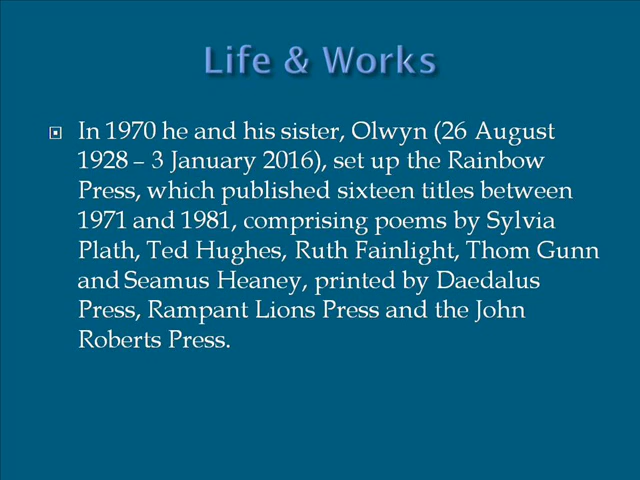 Life & Works
In 1970 he and his sister, Olwyn (26 August
1928 – 3 January 2016), set up the Rainbow
Press, which published sixteen titles between
1971 and 1981, comprising poems by Sylvia
Plath, Ted Hughes, Ruth Fainlight, Thom Gunn
and Seamus Heaney, printed by Daedalus
Press, Rampant Lions Press and the John
Roberts Press.